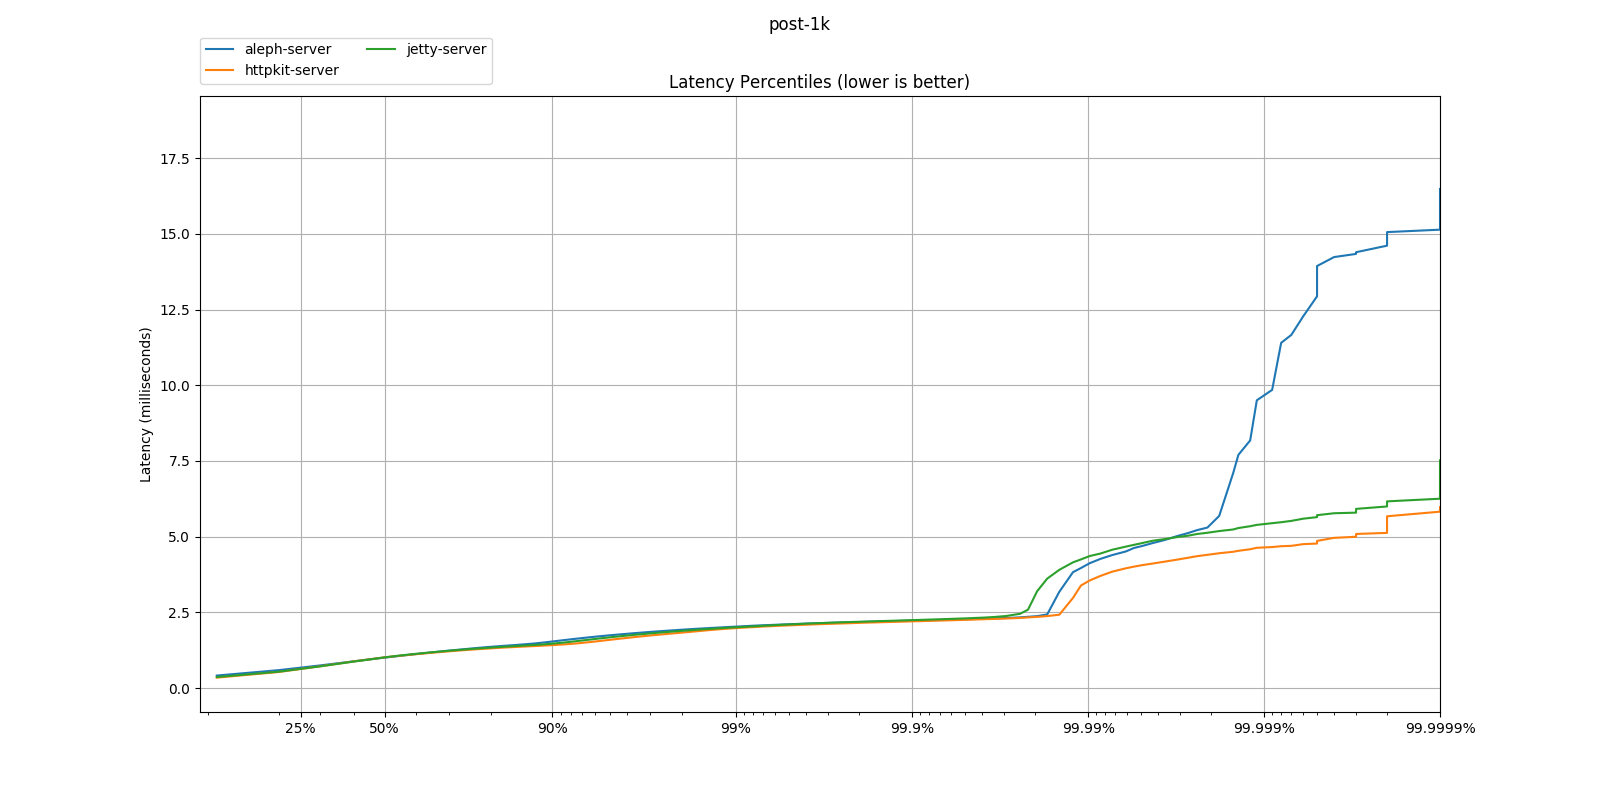 post-1k
aleph-server
httpkit-server
jetty-server
Latency Percentiles (lower is better)
Latency (milliseconds)
17.5
15.0
12.5
10.0
7.5
5.0
2.5
0.0
25% 50% 90% 99% 99.9% 99.99% 99.999% 99.9999%